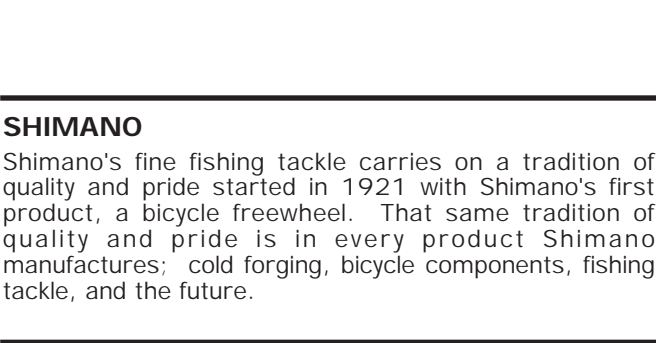 SHIMANO
Shimano's fine fishing tackle carries on a tradition of
quality and pride started in 1921 with Shimano's first
product, a bicycle freewheel.  That same tradition of
quality and pride is in every product Shimano
manufactures;  cold forging, bicycle components, fishing
tackle, and the future.